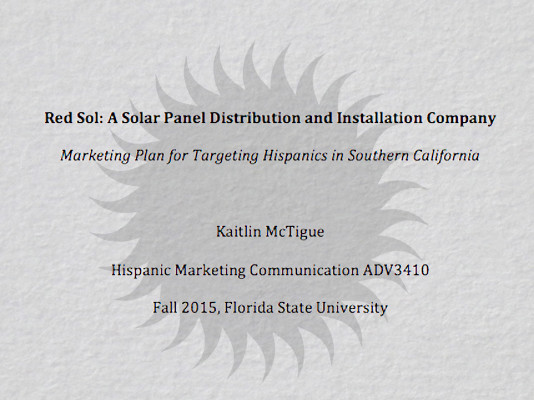 Red Sol: A Solar Panel Distribution and Installation Company
Marketing Plan for Targeting Hispanics in Southern California
Kaitlin McTigue
Hispanic Marketing Communication ADV3410
Fall 2015, Florida State University